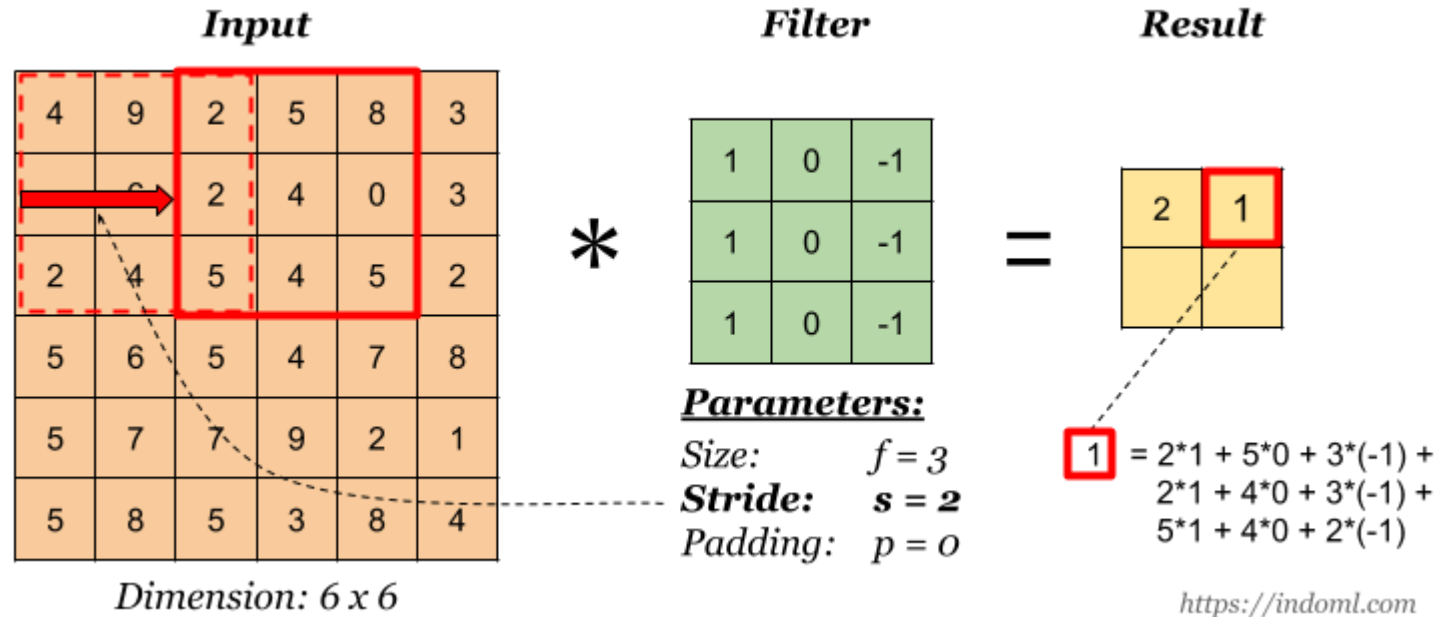 Input Filter Result
4 9 2 5 8 3
2 4 0 3
2 4 5 4 5 2
5 6 5 4 7 8
5 7 7 9 2 1
5 8 5 3 8 4
Dimension: 6 x 6
*
1 0 -1
1 0 -1
1 0 -1
Parameters:
Size: f = 3
Stride: s = 2
Padding: p = 0
=
2 1
1 = 2*1 + 5*0 + 3*(-1) +
2*1 + 4*0 + 3*(-1) +
5*1 + 4*0 + 2*(-1)
https://indoml.com